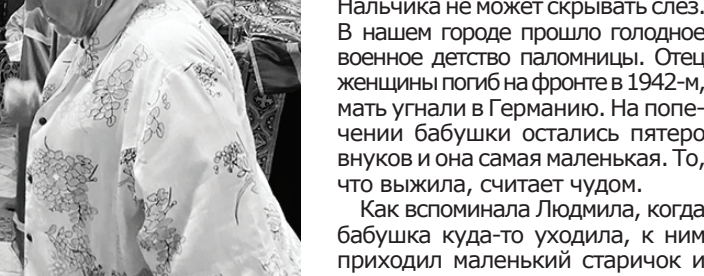 Нальчика не может скрывать слез.
В нашем городе прошло голодное
военное детство паломницы. Отец
женщины погиб на фронте в 1942-м,
мать угнали в Германию. На попе-
чении бабушки остались пятеро
внуков и она самая маленькая. То,
что выжила, считает чудом.
Как вспоминала Людмила, когда
бабушка куда-то уходила, к ним
приходил маленький старичок и